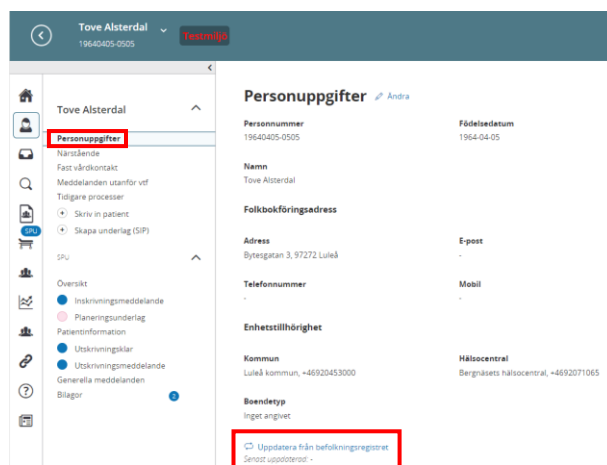 Tove Alsterdal
19640405-0505
Testmiljö
Tove Alsterdal
Personuppgifter
Närstående
Fast vårdkontakt
Meddelanden utanför vtf
Tidigare processer
Skriv in patient
Skapa underlag (SIP)
SPU
SPU
Översikt
Inskrivningsmeddelande
Planeringsunderlag
Patientinformation
Utskrivningsklar
Utskrivningsmeddelande
Generella meddelanden
Bilagor 2
Personuppgifter Ändra
Personnummer
19640405-0505
Födelsedatum
1964-04-05
Namn
Tove Alsterdal
Folkbokföringsadress
Adress
Bytesgatan 3, 97272 Luleå
E-post
-
Telefonnummer
-
Mobil
-
Enhetstillhörighet
Kommun
Luleå kommun, +46920453000
Hälsocentral
Bergnäsets hälsocentral, +4692071065
Boendetyp
Inget angivet
Uppdatera från befolkningsregistret
Senast uppdaterad: -